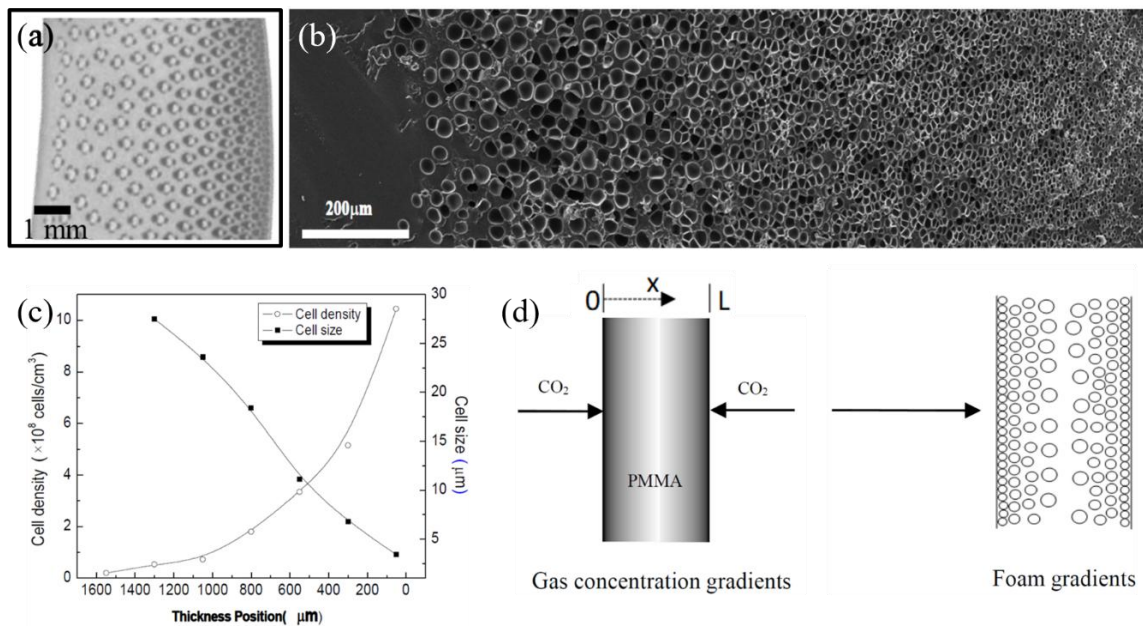 (a)
1 mm
(b)
200μm
(c)
Cell density
Cell size
Cell density ( ×10⁸ cells/cm³)
10
8
6
4
2
0
30
25
20
15
10
5
0
Cell size (μm)
1600 1400 1200 1000 800 600 400 200 0
Thickness Position( μm)
(d)
0 x L
CO₂ CO₂
PMMA
Gas concentration gradients
Foam gradients